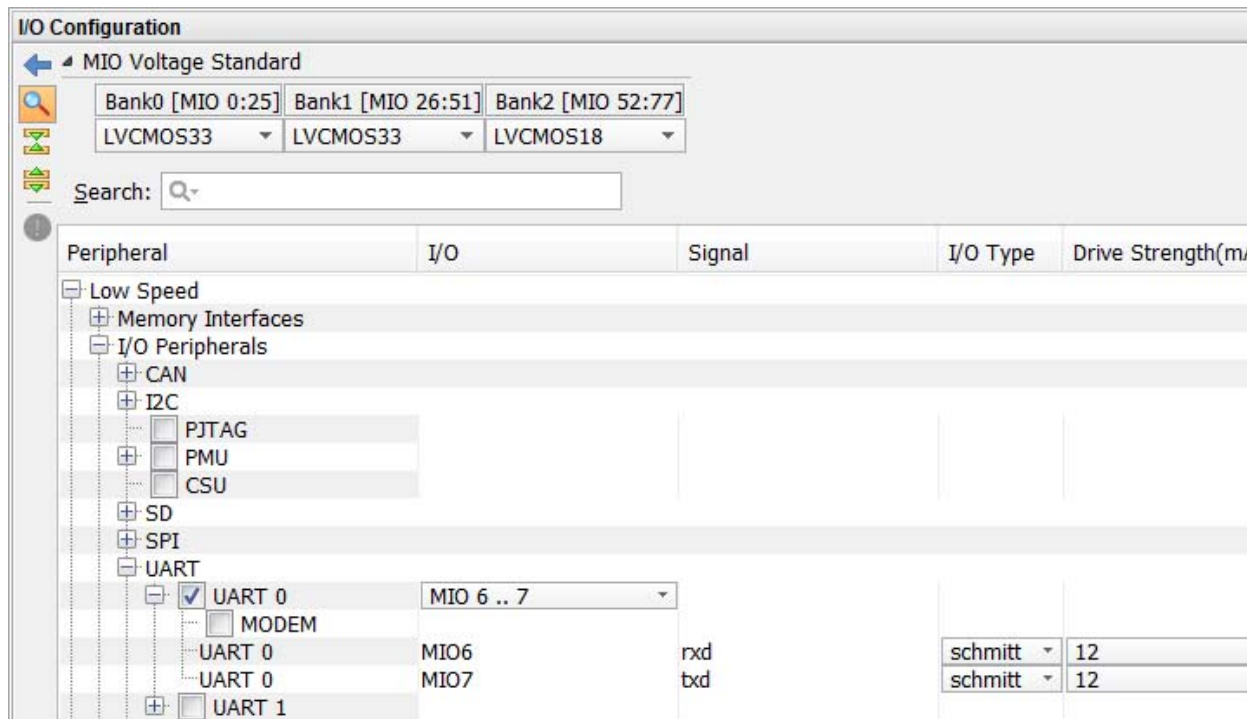 I/O Configuration
MIO Voltage Standard
Bank0 [MIO 0:25] Bank1 [MIO 26:51] Bank2 [MIO 52:77]
LVCMOS33 LVCMOS33 LVCMOS18
Search:
Peripheral I/O Signal I/O Type Drive Strength(m
Low Speed
Memory Interfaces
I/O Peripherals
CAN
I2C
PJTAG
PMU
CSU
SD
SPI
UART
UART 0 MIO 6 .. 7
MODEM
UART 0 MIO6 rxd schmitt 12
UART 0 MIO7 txd schmitt 12
UART 1